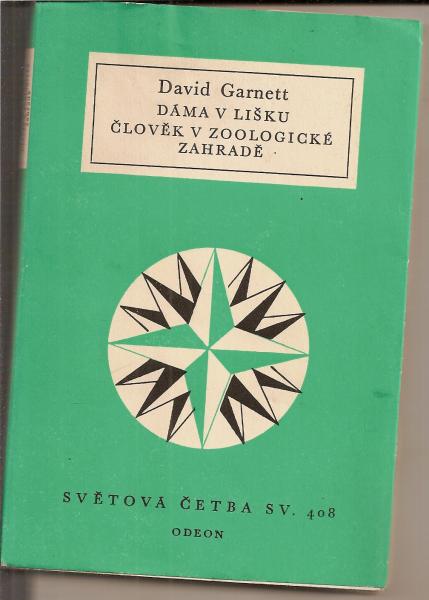 David Garnett
DÁMA V LIŠKU
ČLOVĚK V ZOOLOGICKÉ
ZAHRADĚ
SVĚTOVÁ ČETBA SV. 408
ODEON